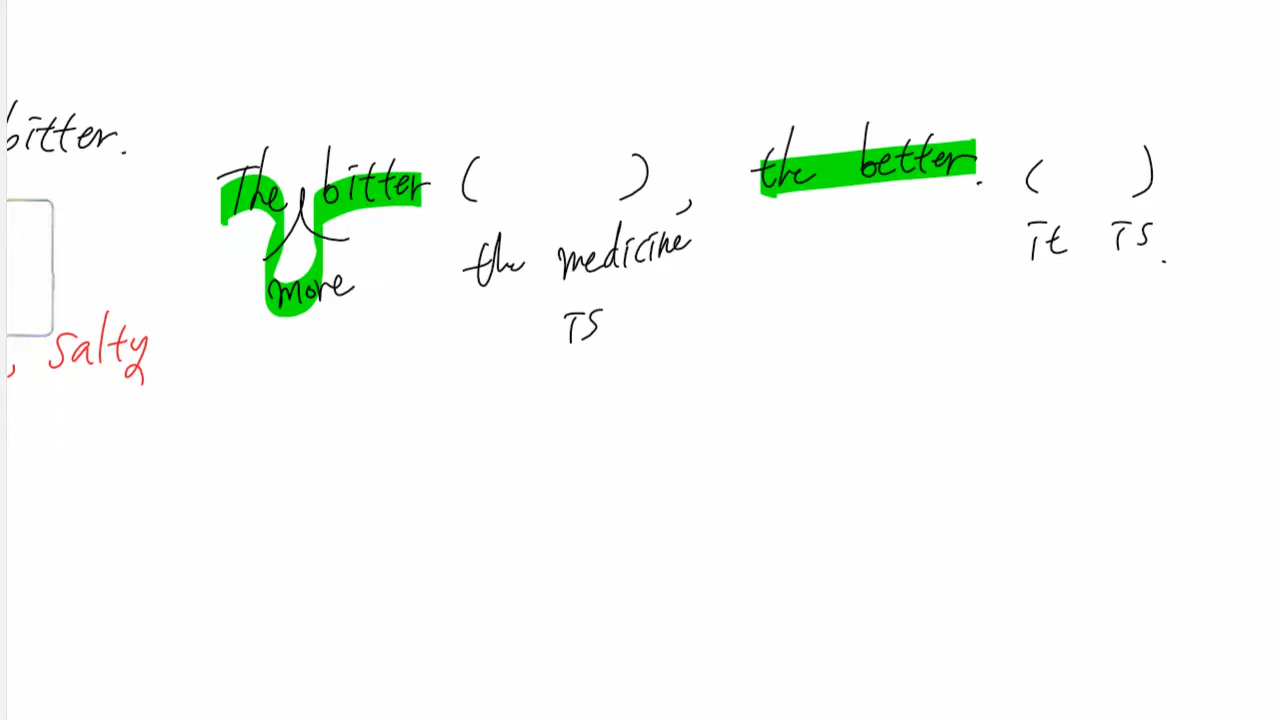 bitter.
The bitter ( ), the better. ( )
more
the medicine
is
it is.
, salty